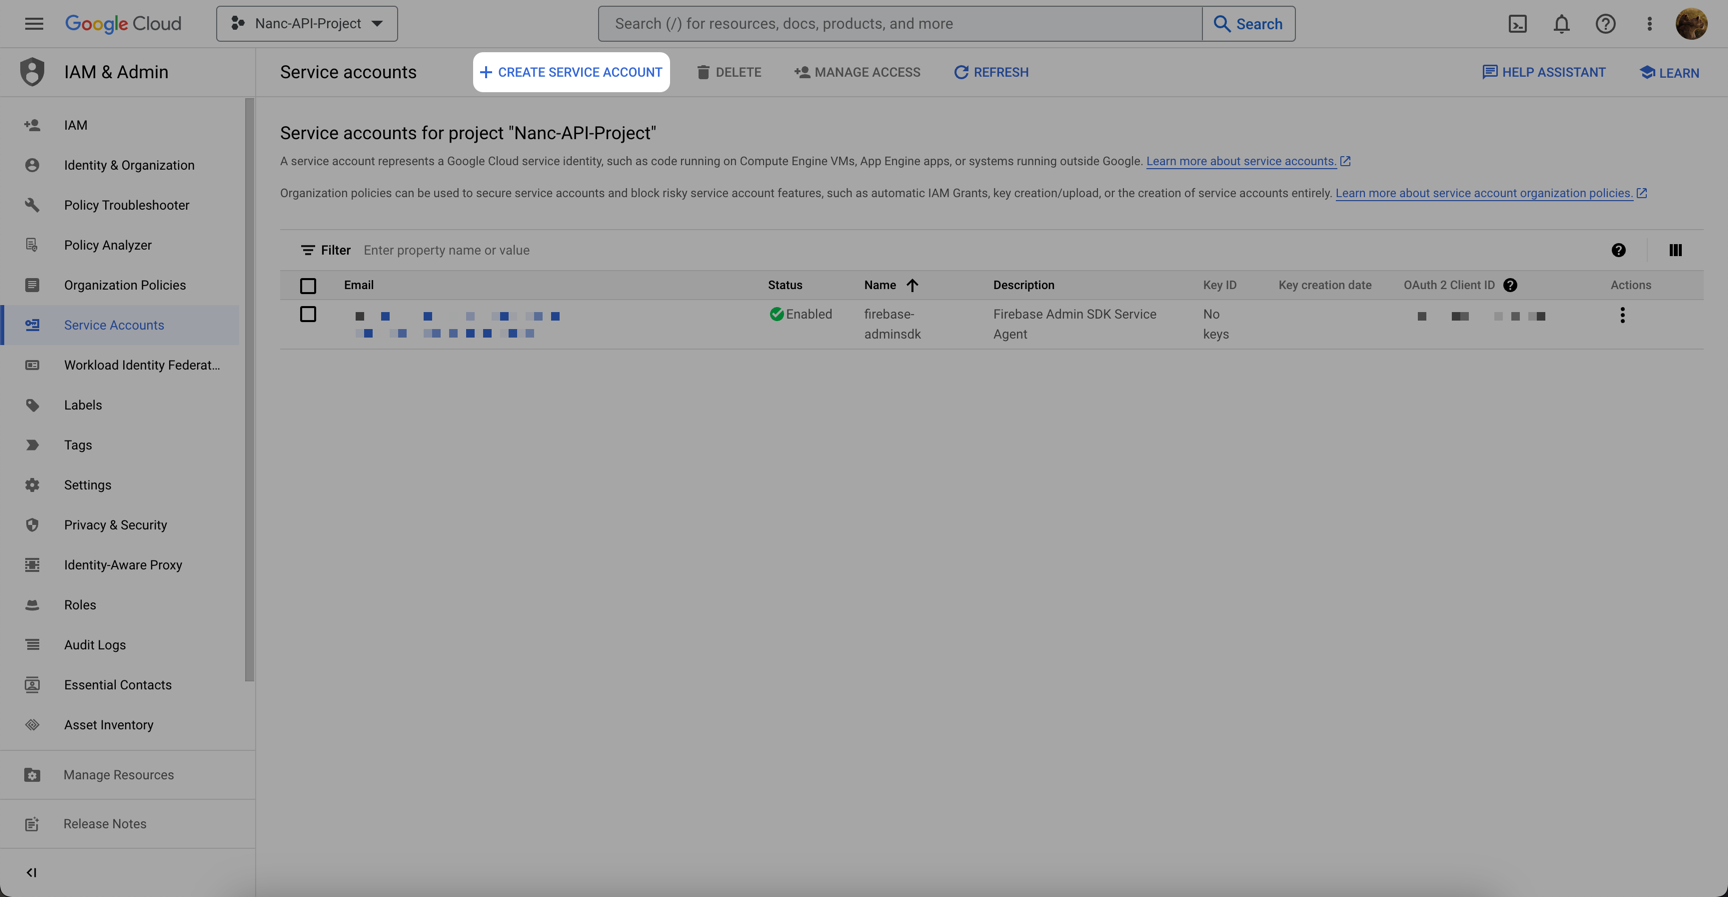 Google Cloud
Nanc-API-Project
Search (/) for resources, docs, products, and more
Search
IAM & Admin
Service accounts
+ CREATE SERVICE ACCOUNT
DELETE
MANAGE ACCESS
REFRESH
HELP ASSISTANT
LEARN
IAM
Identity & Organization
Policy Troubleshooter
Policy Analyzer
Organization Policies
Service Accounts
Workload Identity Federat...
Labels
Tags
Settings
Privacy & Security
Identity-Aware Proxy
Roles
Audit Logs
Essential Contacts
Asset Inventory
Manage Resources
Release Notes
Service accounts for project "Nanc-API-Project"
A service account represents a Google Cloud service identity, such as code running on Compute Engine VMs, App Engine apps, or systems running outside Google. Learn more about service accounts.
Organization policies can be used to secure service accounts and block risky service account features, such as automatic IAM Grants, key creation/upload, or the creation of service accounts entirely. Learn more about service account organization policies.
Filter Enter property name or value
Email Status Name Description Key ID Key creation date OAuth 2 Client ID Actions
Enabled firebase- Firebase Admin SDK Service No
adminsdk Agent keys